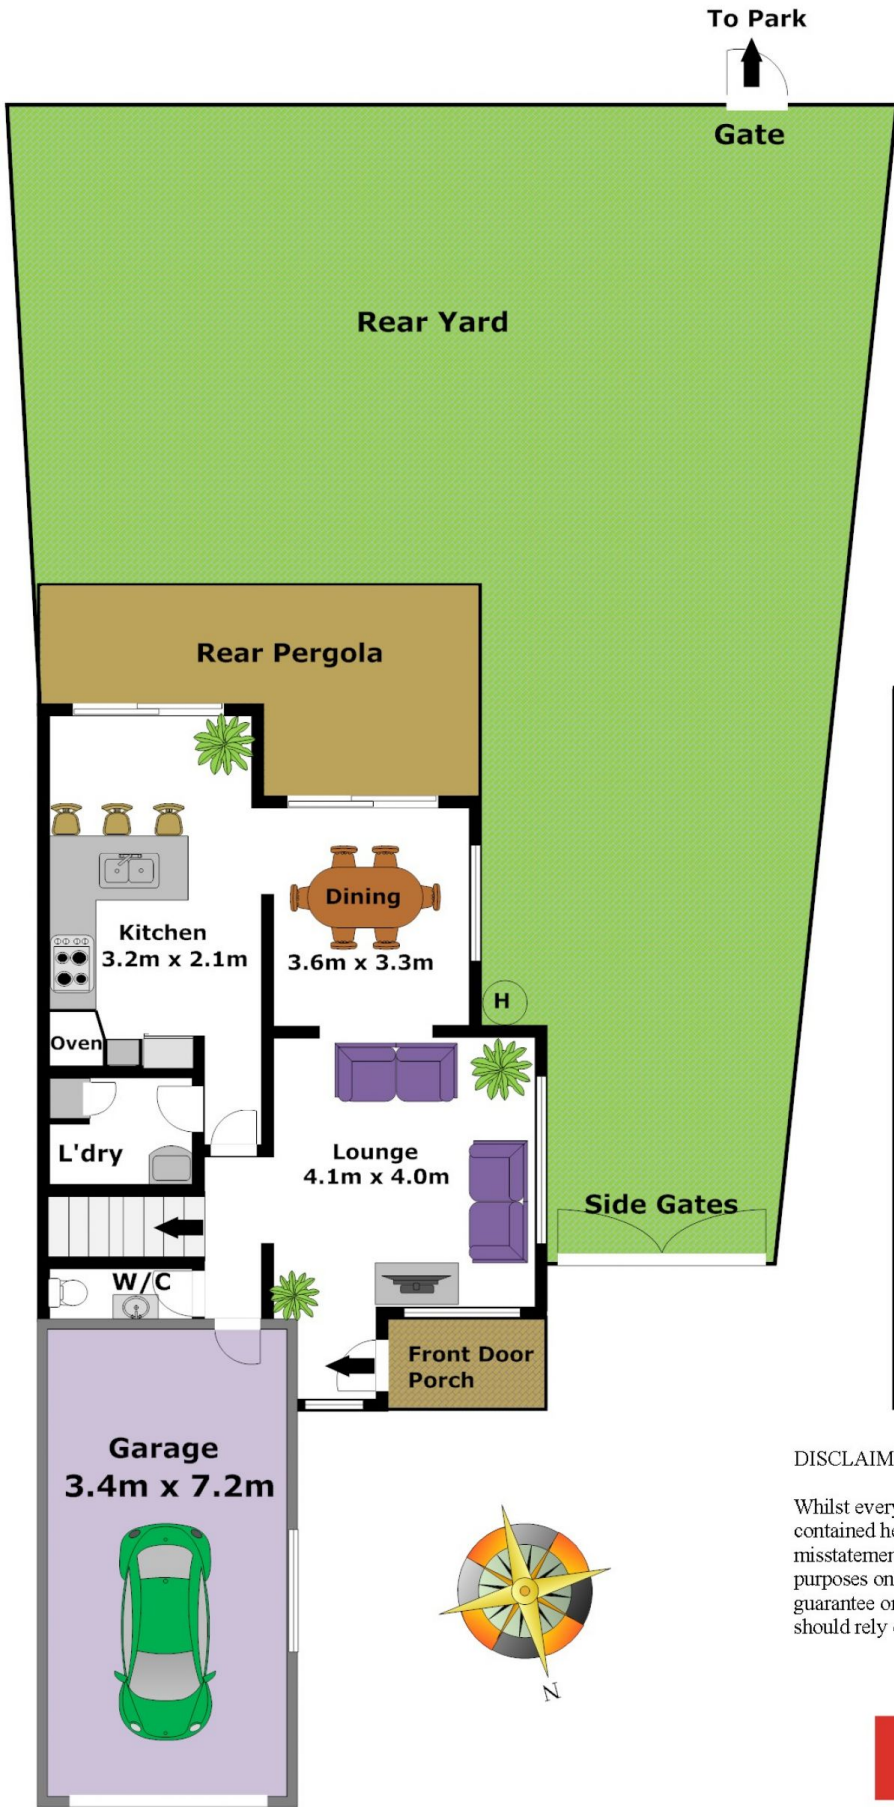 To Park
Gate
Rear Yard
Rear Pergola
Dining
Kitchen
3.2m x 2.1m
3.6m x 3.3m
H
Oven
L'dry
Lounge
4.1m x 4.0m
Side Gates
W/C
Front Door
Porch
Garage
3.4m x 7.2m
N
DISCLAIM
Whilst every
contained he
misstatemen
purposes on
guarantee or
should rely